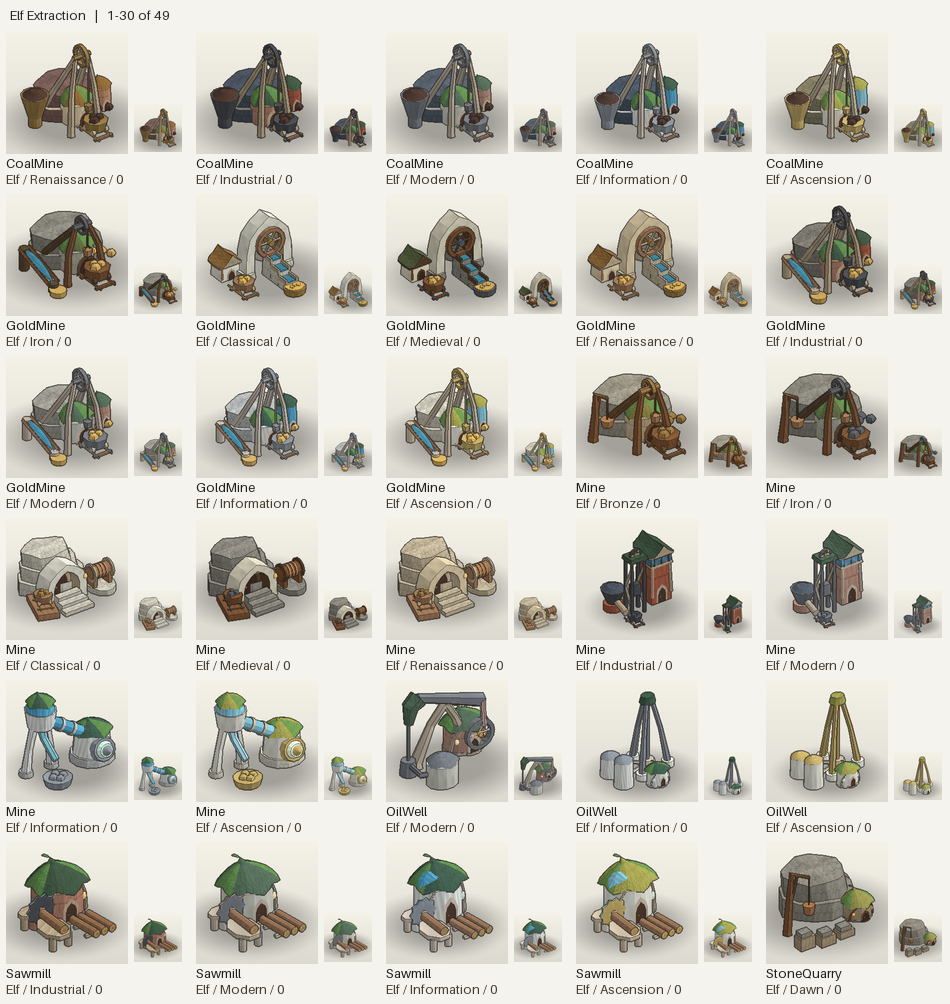 Elf Extraction | 1-30 of 49
CoalMine
Elf / Renaissance / 0
CoalMine
Elf / Industrial / 0
CoalMine
Elf / Modern / 0
CoalMine
Elf / Information / 0
CoalMine
Elf / Ascension / 0
GoldMine
Elf / Iron / 0
GoldMine
Elf / Classical / 0
GoldMine
Elf / Medieval / 0
GoldMine
Elf / Renaissance / 0
GoldMine
Elf / Industrial / 0
GoldMine
Elf / Modern / 0
GoldMine
Elf / Information / 0
GoldMine
Elf / Ascension / 0
Mine
Elf / Bronze / 0
Mine
Elf / Iron / 0
Mine
Elf / Classical / 0
Mine
Elf / Medieval / 0
Mine
Elf / Renaissance / 0
Mine
Elf / Industrial / 0
Mine
Elf / Modern / 0
Mine
Elf / Information / 0
Mine
Elf / Ascension / 0
OilWell
Elf / Modern / 0
OilWell
Elf / Information / 0
OilWell
Elf / Ascension / 0
Sawmill
Elf / Industrial / 0
Sawmill
Elf / Modern / 0
Sawmill
Elf / Information / 0
Sawmill
Elf / Ascension / 0
StoneQuarry
Elf / Dawn / 0